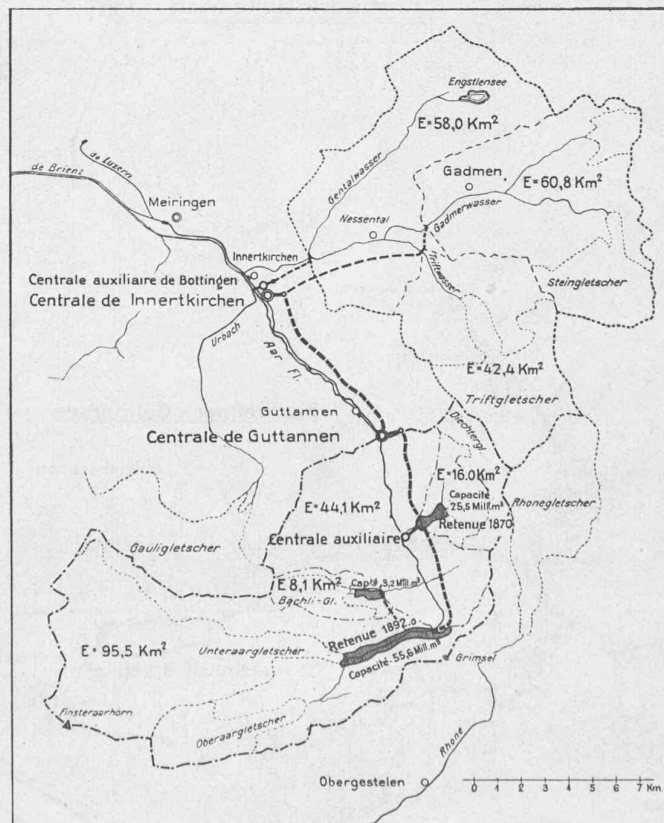 Engstlensee
E=58,0 Km²
de Luzern
de Brienz
Gentalwasser
Gadmen
E=60,8 Km²
Meiringen
Nessental
Gadmerwasser
Innertkirchen
Triftwasser
Centrale auxiliaire de Bottingen
Centrale de Innertkirchen
Steingletscher
Urbach
Aar Fl.
E=42,4 Km²
Triftgletscher
Guttannen
Centrale de Guttannen
Diechtergl.
E=16.0Km²
Capacité
25,5 Mill.m³
Retenue 1870
Rhonegletscher
E=44,1 Km²
Centrale auxiliaire
Gauligletscher
E 8,1 Km²
Capté. 3,2 Mill.m³
Bächli-Gl.
Retenue 1892.0
Capacité 55,6 Mill.m³
E= 95,5 Km²
Unteraargletscher
Grimsel
Oberaargletscher
Finsteraarhorn
Rhone
Obergestelen
0 1 2 3 4 5 6 7 Km